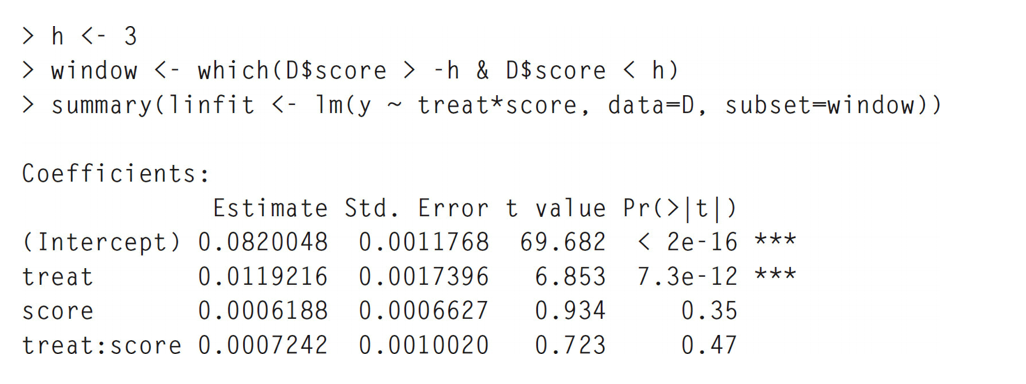 > h <- 3
> window <- which(D$score > -h & D$score < h)
> summary(linfit <- lm(y ~ treat*score, data=D, subset=window))
Coefficients:
Estimate Std. Error t value Pr(>|t|)
(Intercept) 0.0820048 0.0011768 69.682 < 2e-16 ***
treat 0.0119216 0.0017396 6.853 7.3e-12 ***
score 0.0006188 0.0006627 0.934 0.35
treat:score 0.0007242 0.0010020 0.723 0.47